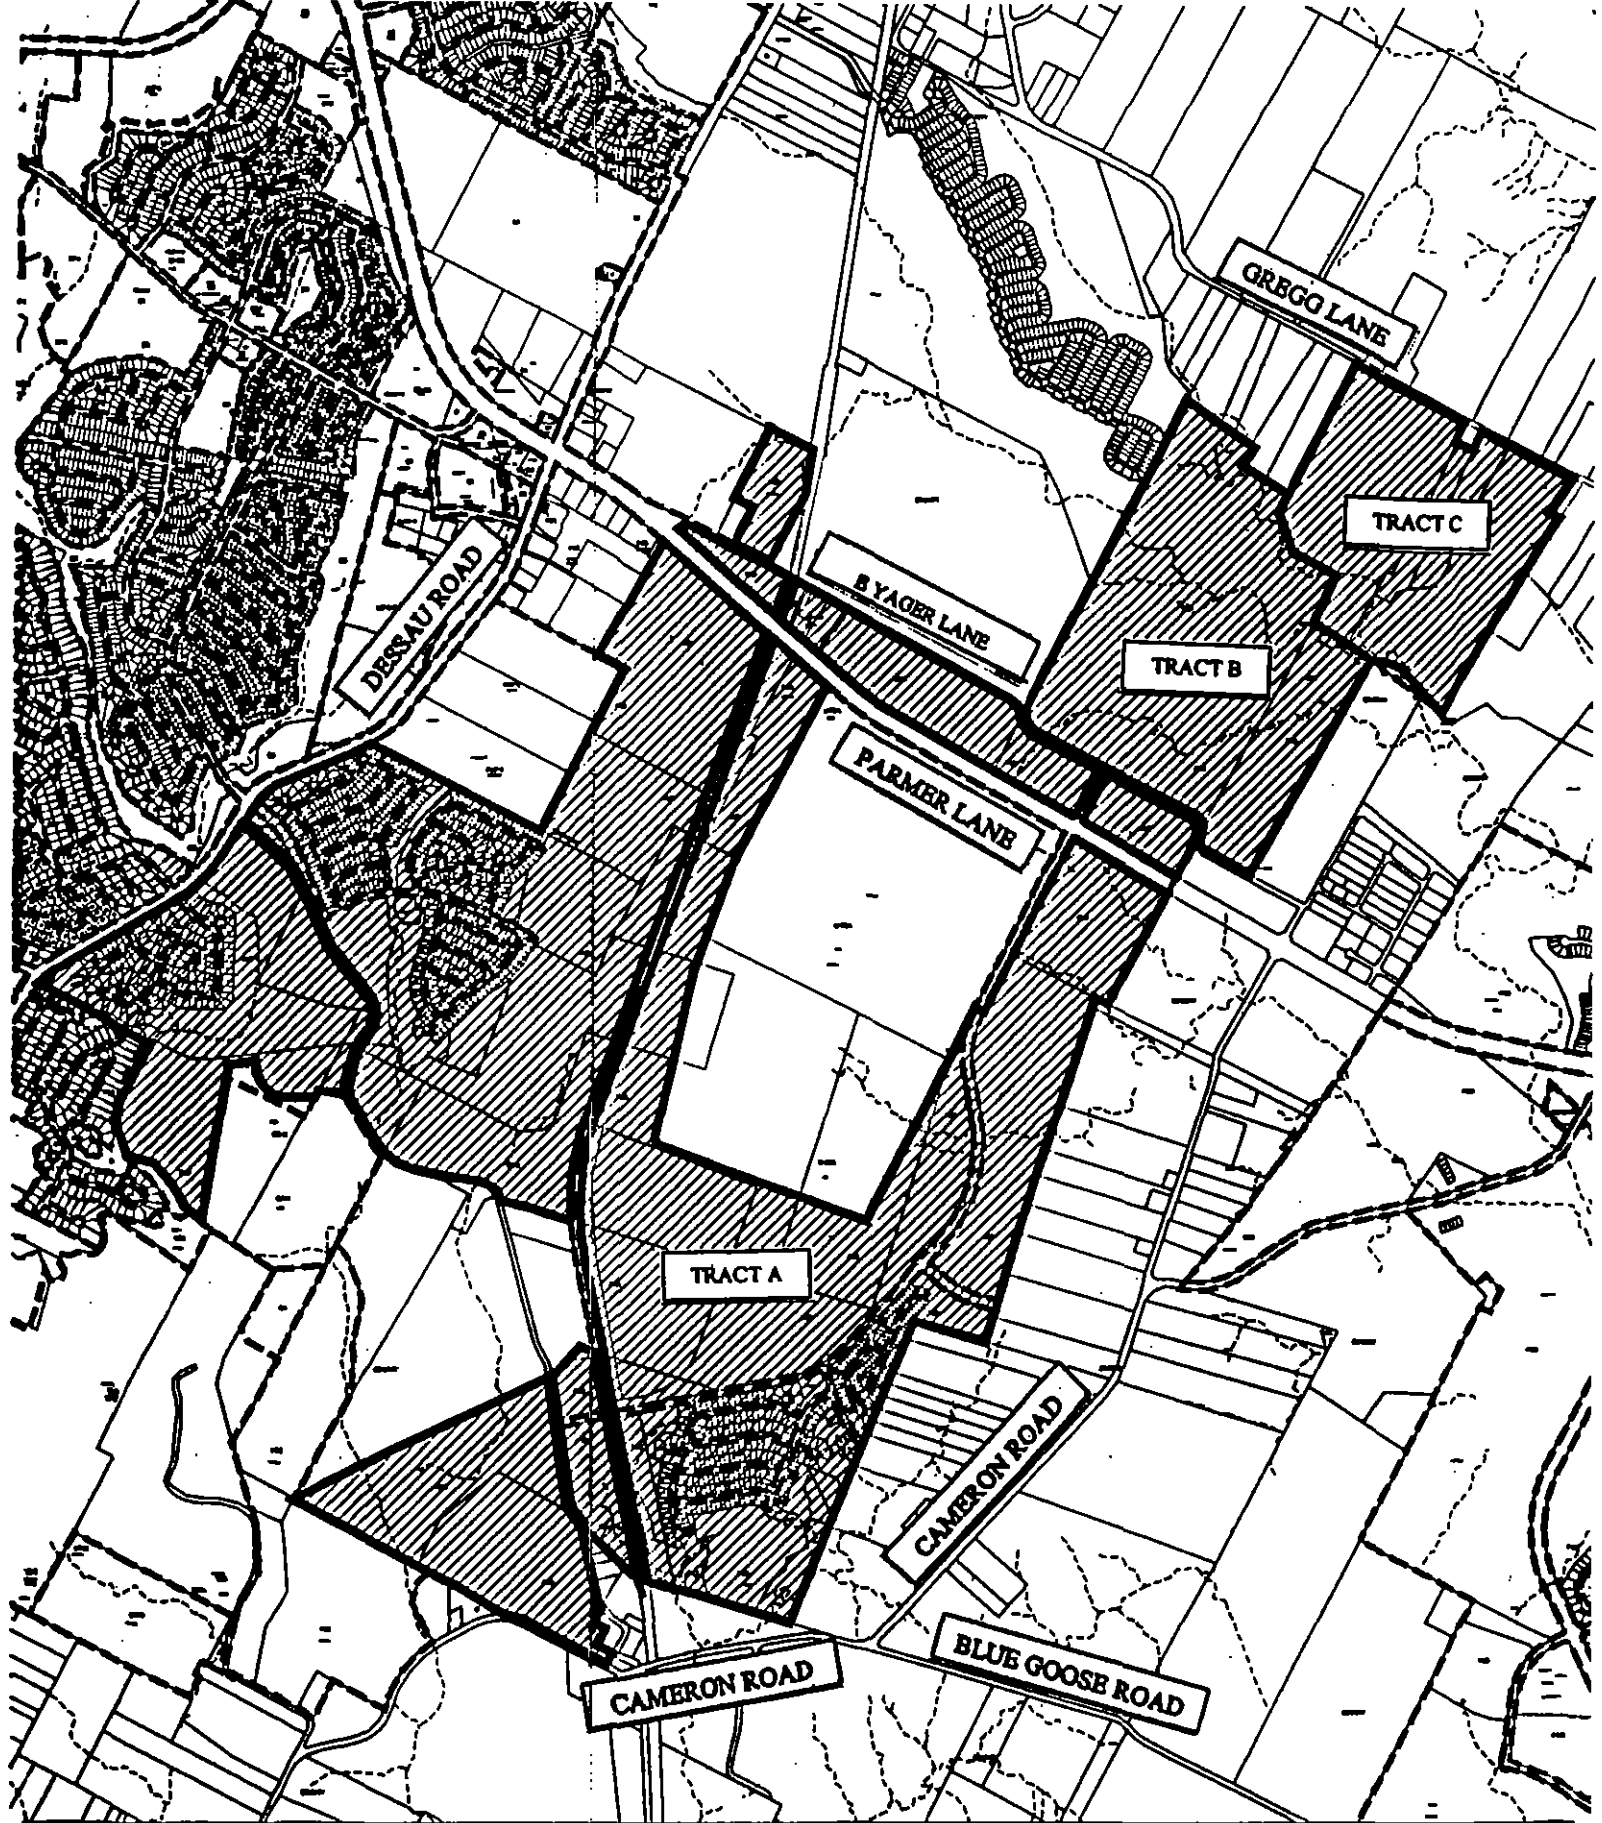 GREGG LANE
TRACT C
E YAGER LANE
DESSAU ROAD
TRACT B
PARMER LANE
TRACT A
CAMERON ROAD
BLUE GOOSE ROAD
CAMERON ROAD